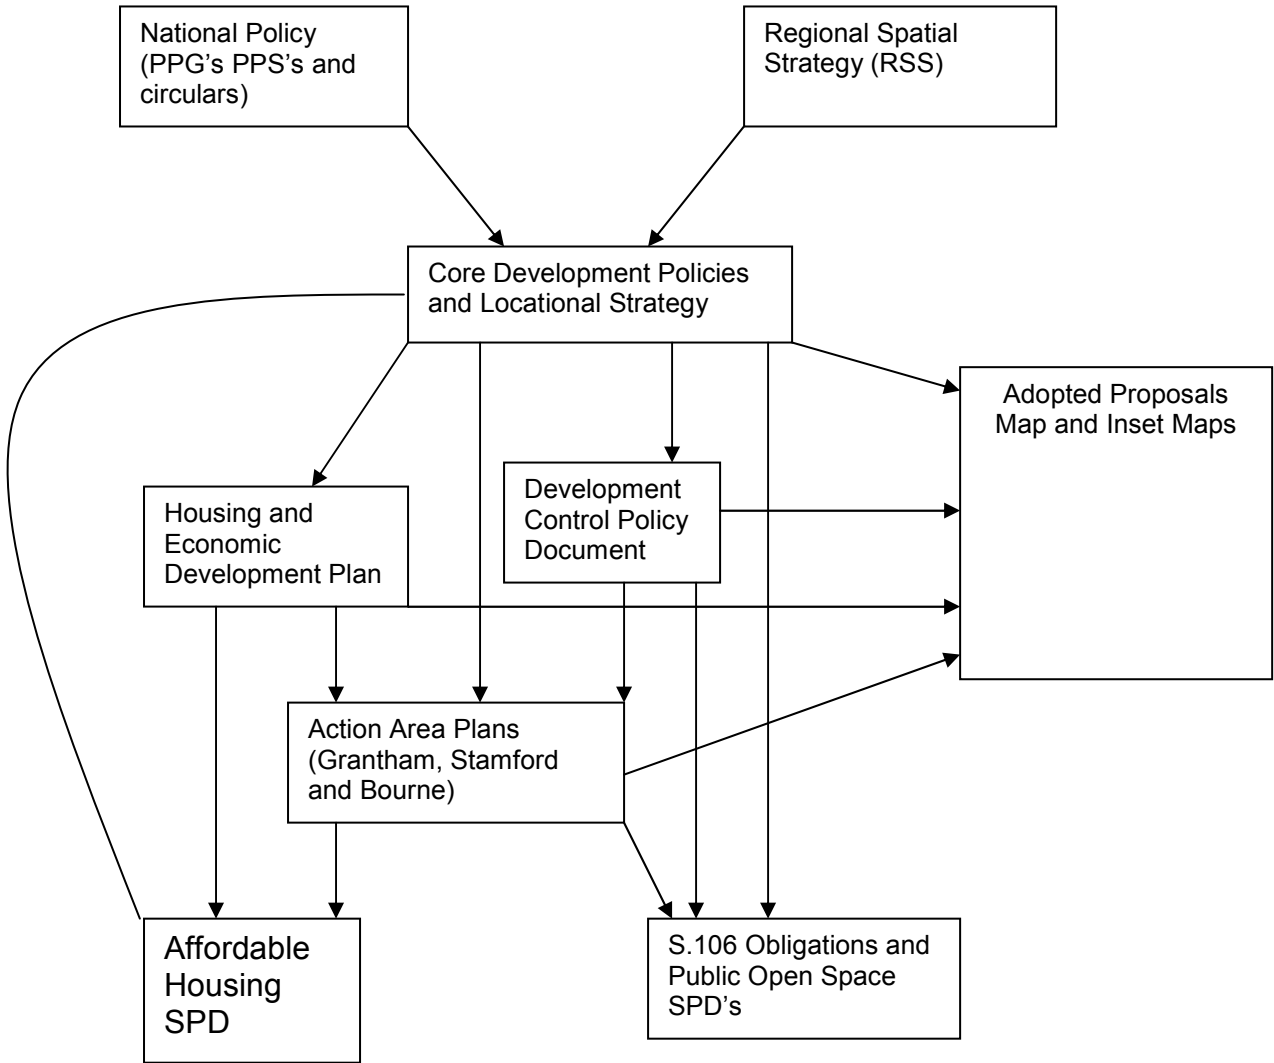 National Policy
(PPG’s PPS’s and
circulars)
Regional Spatial
Strategy (RSS)
Core Development Policies
and Locational Strategy
Adopted Proposals
Map and Inset Maps
Housing and
Economic
Development Plan
Development
Control Policy
Document
Action Area Plans
(Grantham, Stamford
and Bourne)
Affordable
Housing
SPD
S.106 Obligations and
Public Open Space
SPD’s